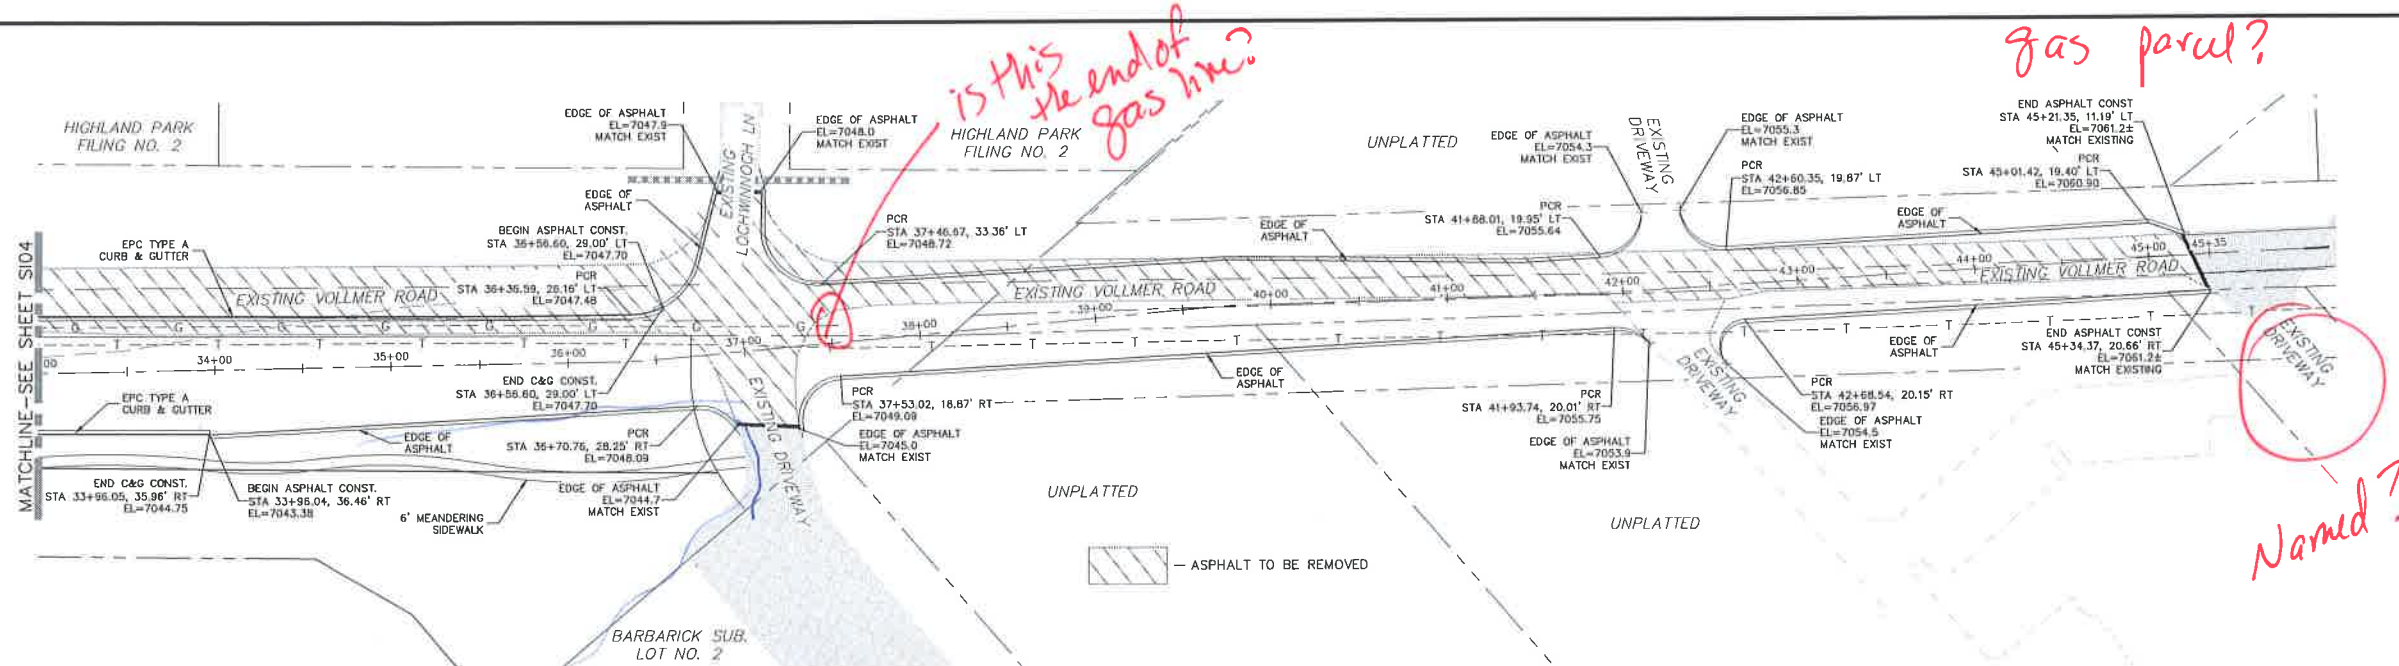 is this
the end of
gas line?
gas parcel?
HIGHLAND PARK
FILING NO. 2
EDGE OF ASPHALT
EL=7047.9
MATCH EXIST
EDGE OF ASPHALT
EL=7048.0
MATCH EXIST
HIGHLAND PARK
FILING NO. 2
UNPLATTED
EDGE OF ASPHALT
EL=7054.3
MATCH EXIST
EXISTING
DRIVEWAY
EDGE OF ASPHALT
EL=7055.3
MATCH EXIST
END ASPHALT CONST
STA 45+21.35, 11.19' LT
EL=7061.2±
MATCH EXISTING
EXISTING
LOCHWINNOCH LN
EDGE OF
ASPHALT
PCR
STA 42+60.35, 19.87' LT
EL=7056.85
PCR
STA 45+01.42, 19.40' LT
EL=7060.90
BEGIN ASPHALT CONST.
STA 36+56.60, 29.00' LT
EL=7047.70
PCR
STA 37+46.67, 33.36' LT
EL=7048.72
EDGE OF
ASPHALT
PCR
STA 41+88.01, 19.95' LT
EL=7055.64
EDGE OF
ASPHALT
EPC TYPE A
CURB & GUTTER
PCR
STA 36+36.59, 26.16' LT
EL=7047.48
EXISTING VOLLMER ROAD
EXISTING VOLLMER ROAD
EXISTING VOLLMER ROAD
45+00
45+35
44+00
43+00
42+00
41+00
40+00
39+00
38+00
37+00
36+00
35+00
34+00
00
G G G G G G G G
T T T T T T T T T T T T T T T T T
MATCHLINE-SEE SHEET SI04
END C&G CONST.
STA 36+56.60, 29.00' LT
EL=7047.70
EDGE OF
ASPHALT
END ASPHALT CONST
STA 45+34.37, 20.66' RT
EL=7061.2±
MATCH EXISTING
EDGE OF
ASPHALT
EXISTING
DRIVEWAY
EXISTING
DRIVEWAY
EPC TYPE A
CURB & GUTTER
EDGE OF
ASPHALT
PCR
STA 36+70.76, 28.25' RT
EL=7048.09
EXISTING DRIVEWAY
PCR
STA 37+53.02, 18.87' RT
EL=7049.09
EDGE OF ASPHALT
EL=7045.0
MATCH EXIST
PCR
STA 41+93.74, 20.01' RT
EL=7055.75
EDGE OF ASPHALT
EL=7053.9
MATCH EXIST
PCR
STA 42+68.54, 20.15' RT
EL=7056.97
EDGE OF ASPHALT
EL=7054.5
MATCH EXIST
END C&G CONST.
STA 33+96.05, 35.96' RT
EL=7044.75
BEGIN ASPHALT CONST.
STA 33+96.04, 36.46' RT
EL=7043.38
6' MEANDERING
SIDEWALK
EDGE OF ASPHALT
EL=7044.7
MATCH EXIST
UNPLATTED
UNPLATTED
Named?
ASPHALT TO BE REMOVED
BARBARICK SUB.
LOT NO. 2